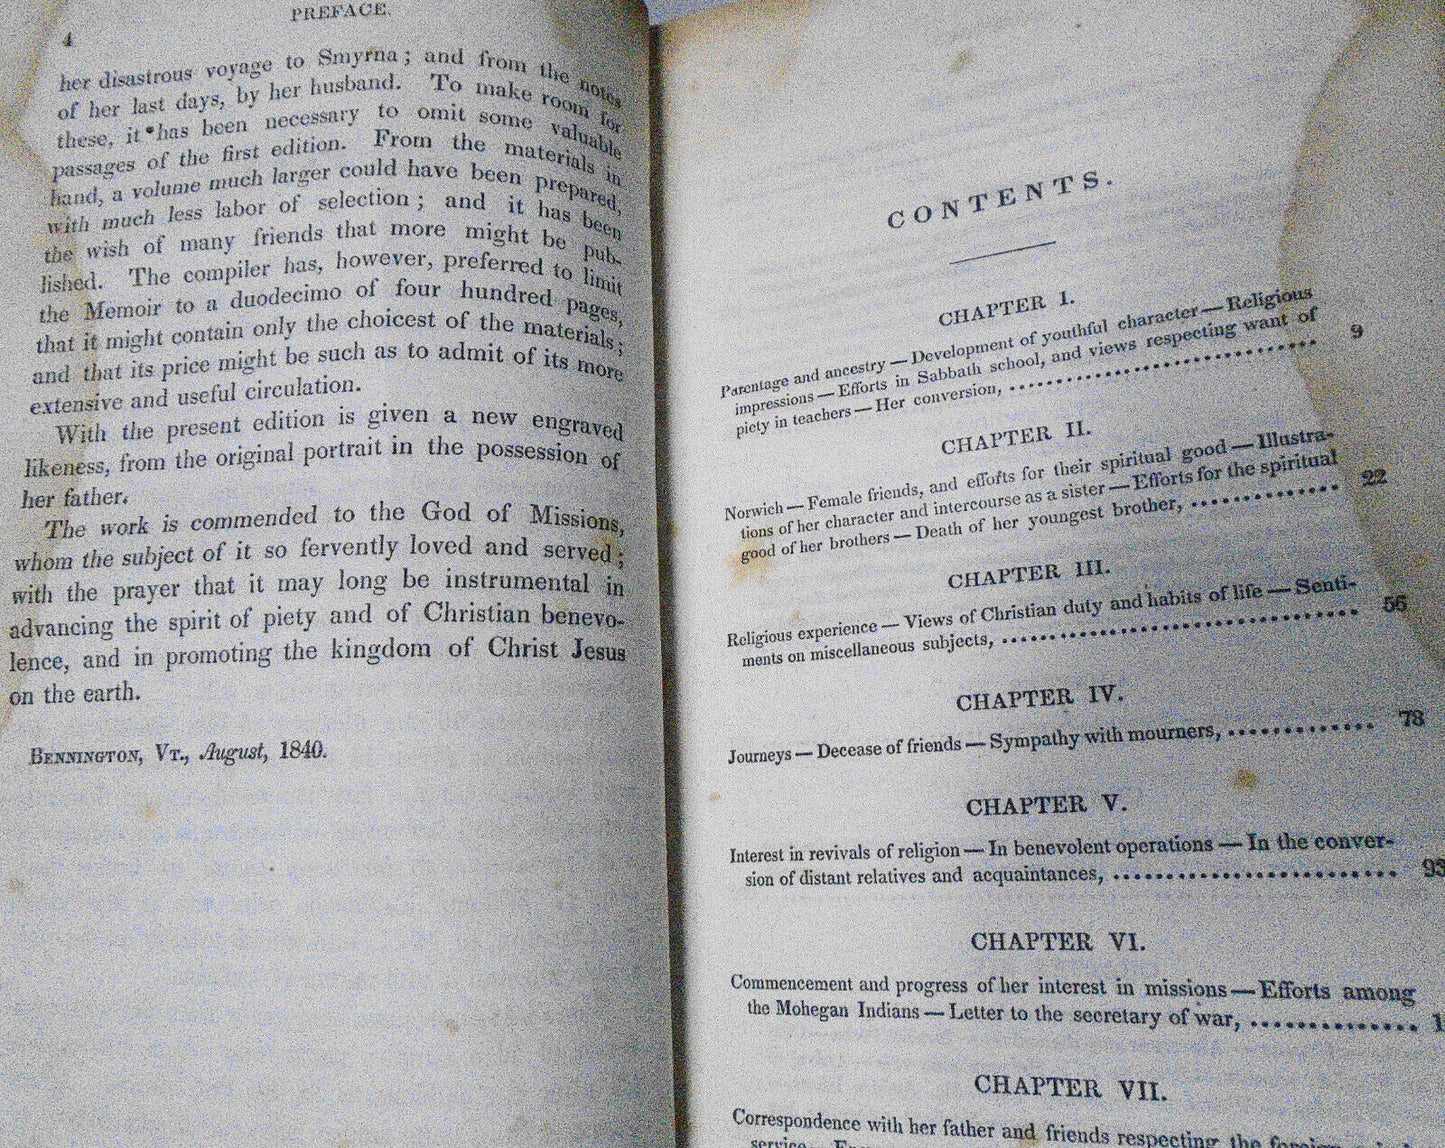 4
PREFACE.
her disastrous voyage to Smyrna; and from the notes
of her last days, by her husband. To make room for
these, it has been necessary to omit some valuable
passages of the first edition. From the materials in
hand, a volume much larger could have been prepared,
with much less labor of selection; and it has been
the wish of many friends that more might be pub-
lished. The compiler has, however, preferred to limit
the Memoir to a duodecimo of four hundred pages,
that it might contain only the choicest of the materials;
and that its price might be such as to admit of its more
extensive and useful circulation.
With the present edition is given a new engraved
likeness, from the original portrait in the possession of
her father.
The work is commended to the God of Missions,
whom the subject of it so fervently loved and served;
with the prayer that it may long be instrumental in
advancing the spirit of piety and of Christian benevo-
lence, and in promoting the kingdom of Christ Jesus
on the earth.
BENNINGTON, VT., August, 1840.
CONTENTS.
CHAPTER I.
Parentage and ancestry — Development of youthful character — Religious
impressions — Efforts in Sabbath school, and views respecting want of
piety in teachers — Her conversion, .............................. 9
CHAPTER II.
Norwich — Female friends, and efforts for their spiritual good — Illustra-
tions of her character and intercourse as a sister — Efforts for the spiritual
good of her brothers — Death of her youngest brother, ............. 22
CHAPTER III.
Religious experience — Views of Christian duty and habits of life — Senti-
ments on miscellaneous subjects, .............................. 56
CHAPTER IV.
Journeys — Decease of friends — Sympathy with mourners, ............. 78
CHAPTER V.
Interest in revivals of religion — In benevolent operations — In the conver-
sion of distant relatives and acquaintances, ........................ 93
CHAPTER VI.
Commencement and progress of her interest in missions — Efforts among
the Mohegan Indians — Letter to the secretary of war, ..............
CHAPTER VII.
Correspondence with her father and friends respecting the foreign
service —